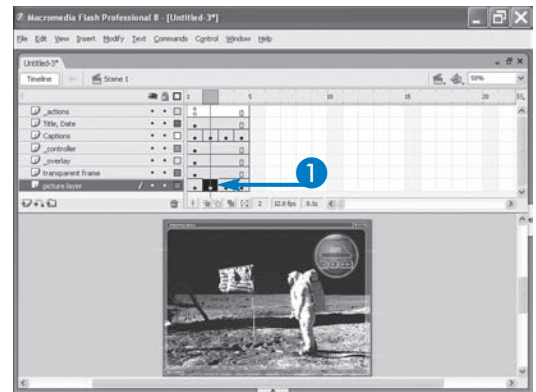 Macromedia Flash Professional 8 - [Untitled-3*]
File Edit View Insert Modify Text Commands Control Window Help
Untitled-3*
Timeline Scene 1 50%
1 5 10 15 20
_actions
Title, Date
Captions
_controller
_overlay
transparent frame
picture layer
1
2 12.0 fps 0.1s